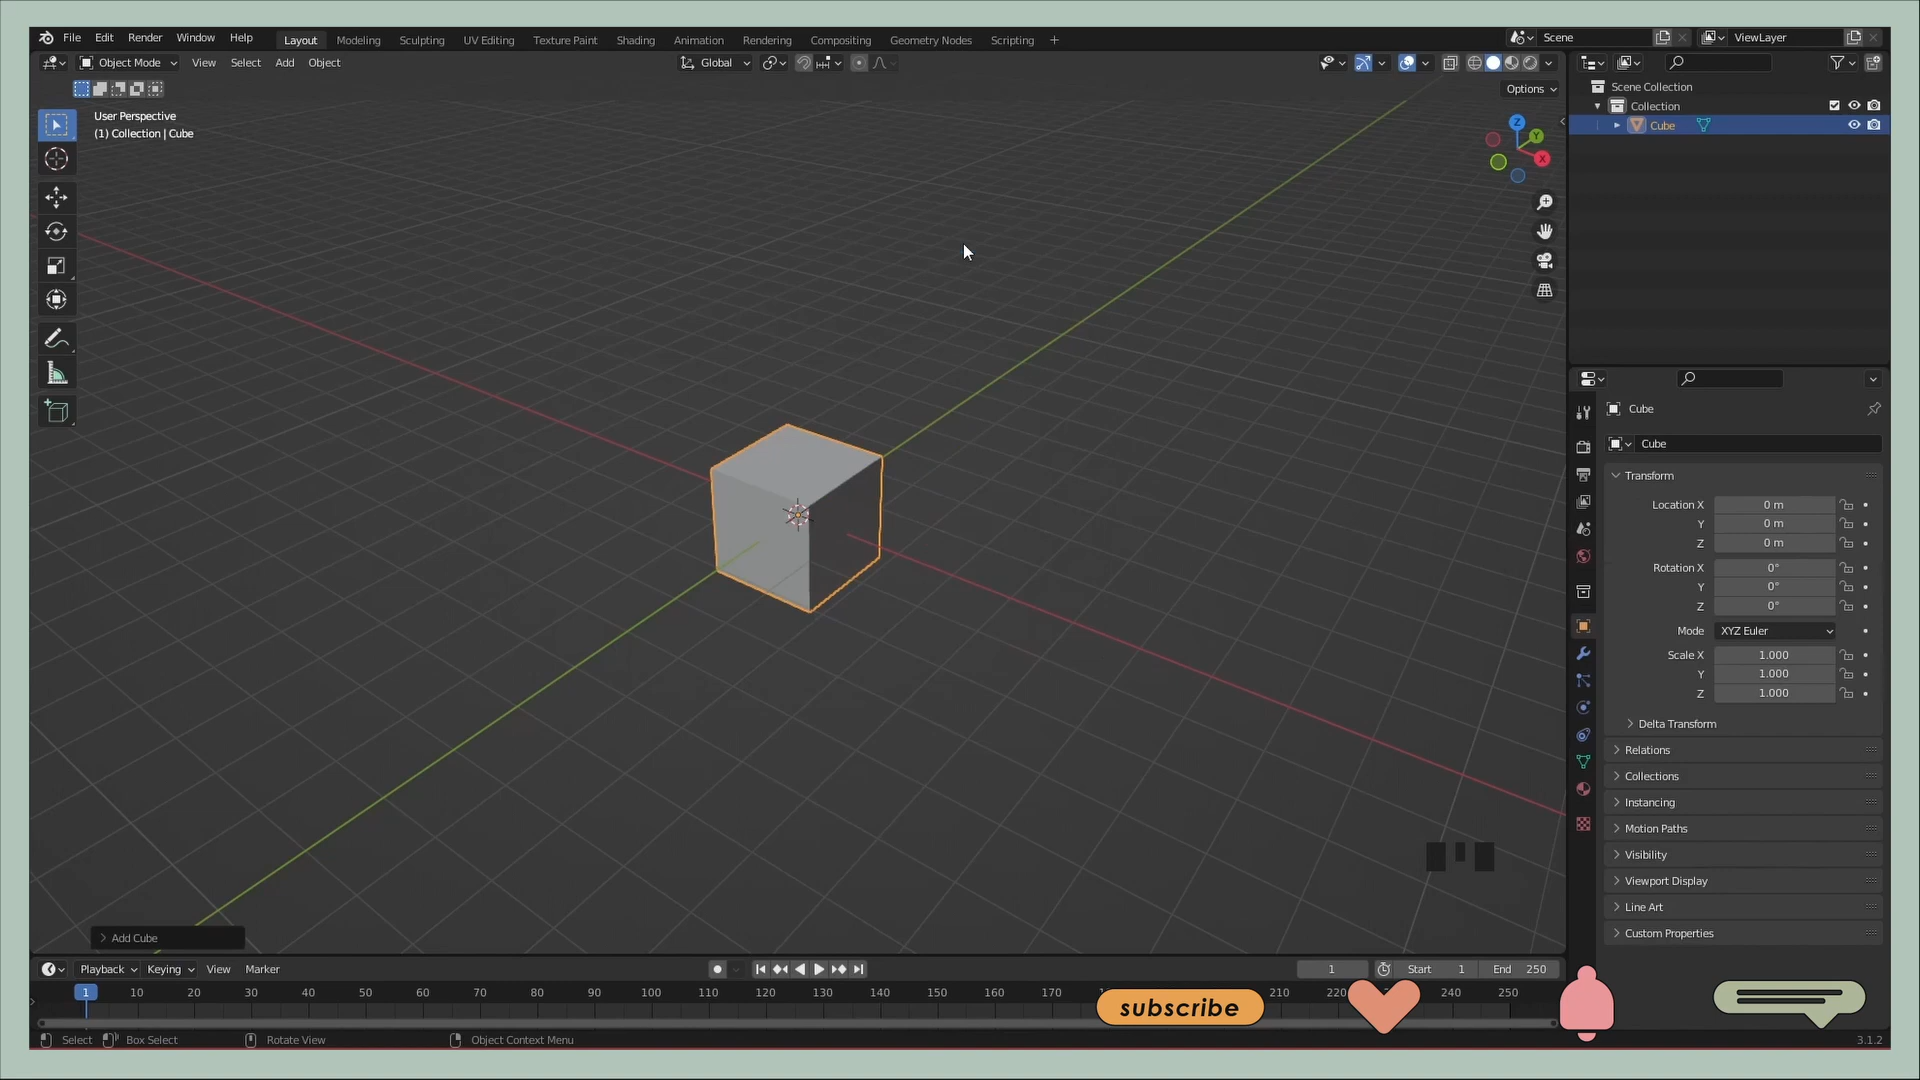 File Edit Render Window Help Layout Modeling Sculpting UV Editing Texture Paint Shading Animation Rendering Compositing Geometry Nodes Scripting + Scene ViewLayer
Object Mode View Select Add Object Global
Options
User Perspective
(1) Collection | Cube
Z
Y
X
Scene Collection
Collection
Cube
Cube
Cube
Transform
Location X 0 m
Y 0 m
Z 0 m
Rotation X 0°
Y 0°
Z 0°
Mode XYZ Euler
Scale X 1.000
Y 1.000
Z 1.000
Delta Transform
Relations
Collections
Instancing
Motion Paths
Visibility
Viewport Display
Line Art
Custom Properties
Add Cube
Playback Keying View Marker 1 Start 1 End 250
1 10 20 30 40 50 60 70 80 90 100 110 120 130 140 150 160 170 210 240 250
subscribe
Select Box Select Rotate View Object Context Menu 3.1.2